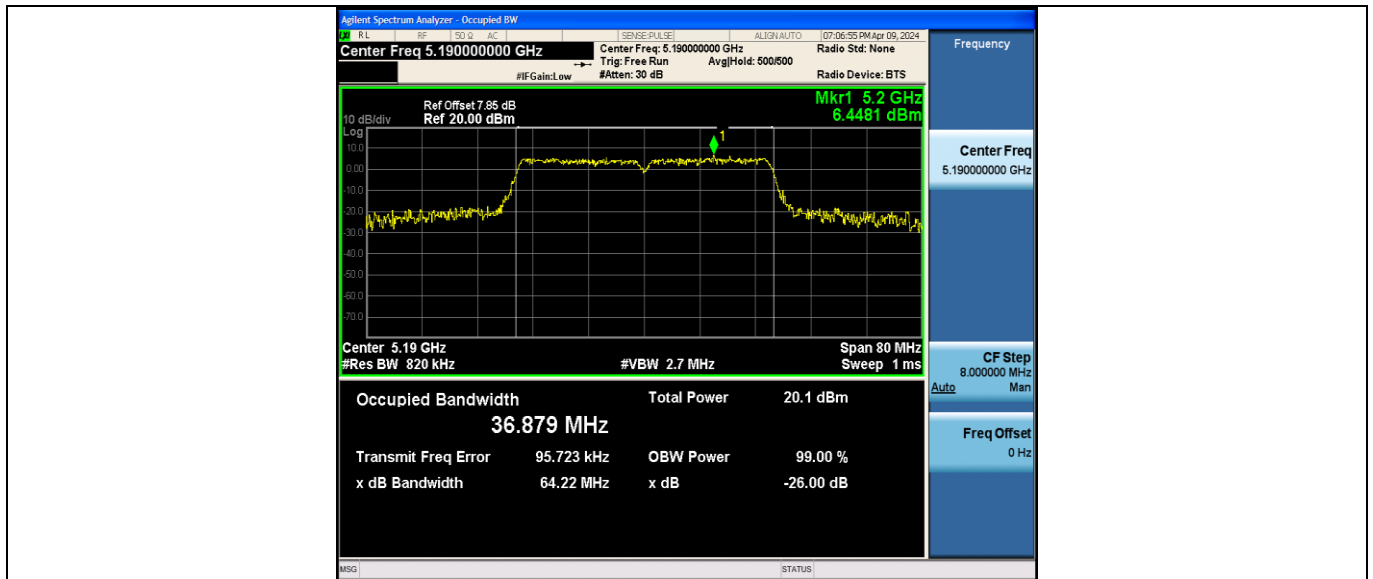 Agilent Spectrum Analyzer - Occupied BW
LXI RL RF 50 Ω AC SENSE:PULSE ALIGN AUTO 07:06:55 PM Apr 09, 2024
Center Freq 5.190000000 GHz
Center Freq: 5.190000000 GHz
Radio Std: None
Trig: Free Run Avg|Hold: 500/500
#IFGain:Low #Atten: 30 dB Radio Device: BTS
Frequency
Ref Offset 7.85 dB
10 dB/div Ref 20.00 dBm
Mkr1 5.2 GHz
6.4481 dBm
Log
10.0
0.00
-10.0
-20.0
-30.0
-40.0
-50.0
-60.0
-70.0
1
Center 5.19 GHz Span 80 MHz
#Res BW 820 kHz #VBW 2.7 MHz Sweep 1 ms
Occupied Bandwidth Total Power 20.1 dBm
36.879 MHz
Transmit Freq Error 95.723 kHz OBW Power 99.00 %
x dB Bandwidth 64.22 MHz x dB -26.00 dB
Center Freq
5.190000000 GHz
CF Step
8.000000 MHz
Auto Man
Freq Offset
0 Hz
MSG STATUS